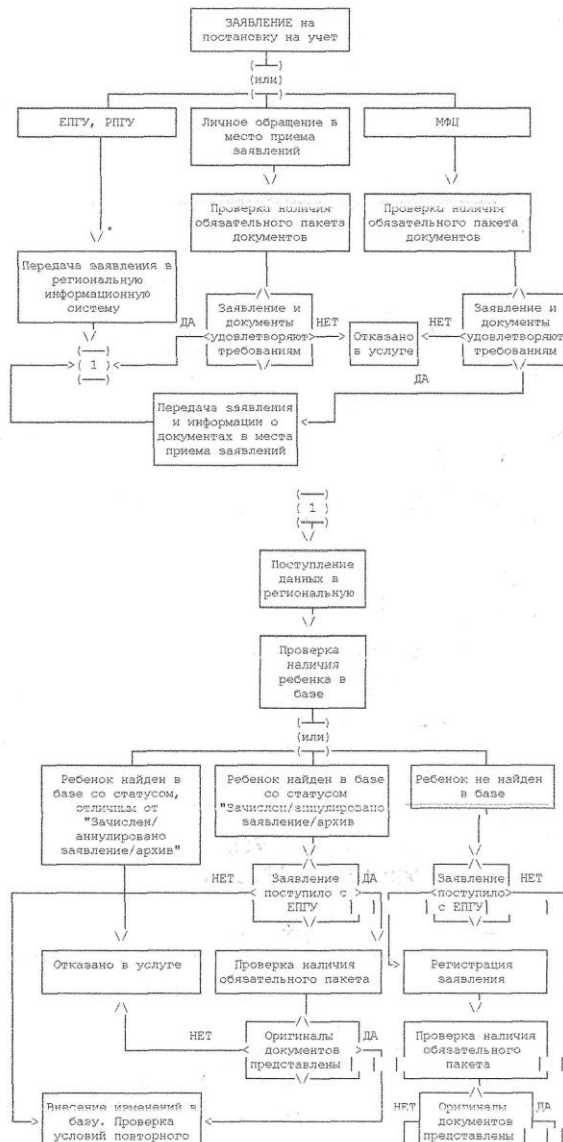 ЗАЯВЛЕНИЕ на
постановку на учет
(или)
ЕПГУ, РПГУ
Личное обращение в
место приема
заявлений
МФЦ
Проверка наличия
обязательного пакета
документов
Проверка наличия
обязательного пакета
документов
Передача заявления в
региональную
информационную
систему
ДА
Заявление и
документы
удовлетворяют
требованиям
НЕТ
Отказано
в услуге
НЕТ
Заявление и
документы
удовлетворяют
требованиям
( 1 )
ДА
Передача заявления
и информации о
документах в места
приема заявлений
( 1 )
Поступление
данных в
региональную
Проверка
наличия
ребенка в
базе
(или)
Ребенок найден в
базе со статусом,
отличным от
"Зачислен/
аннулировано
заявление/архив"
Ребенок найден в базе
со статусом
"Зачислен/аннулировано
заявление/архив
Ребенок не найден
в базе
НЕТ
Заявление
поступило с
ЕПГУ
ДА
Заявление
поступило
с ЕПГУ
НЕТ
Отказано в услуге
Проверка наличия
обязательного пакета
Регистрация
заявления
НЕТ
Оригиналы
документов
представлены
ДА
Проверка наличия
обязательного
пакета
Внесение изменений в
базу. Проверка
условий повторного
НЕТ
Оригиналы
документов
представлены
ДА